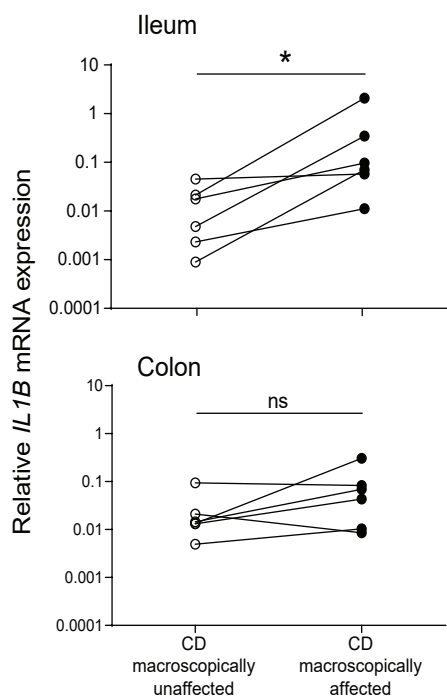 Ileum
*
10
1
0.1
0.01
0.001
0.0001
Relative IL1B mRNA expression
Colon
ns
10
1
0.1
0.01
0.001
0.0001
CD
macroscopically
unaffected
CD
macroscopically
affected